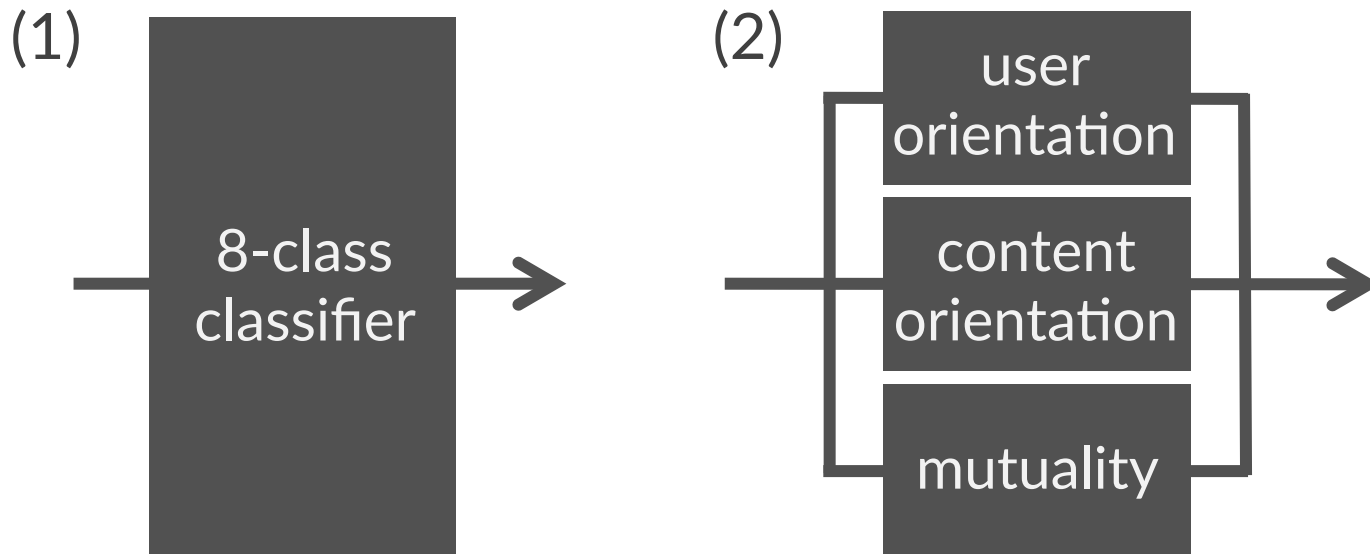 (1)
8-class
classifier
(2)
user
orientation
content
orientation
mutuality